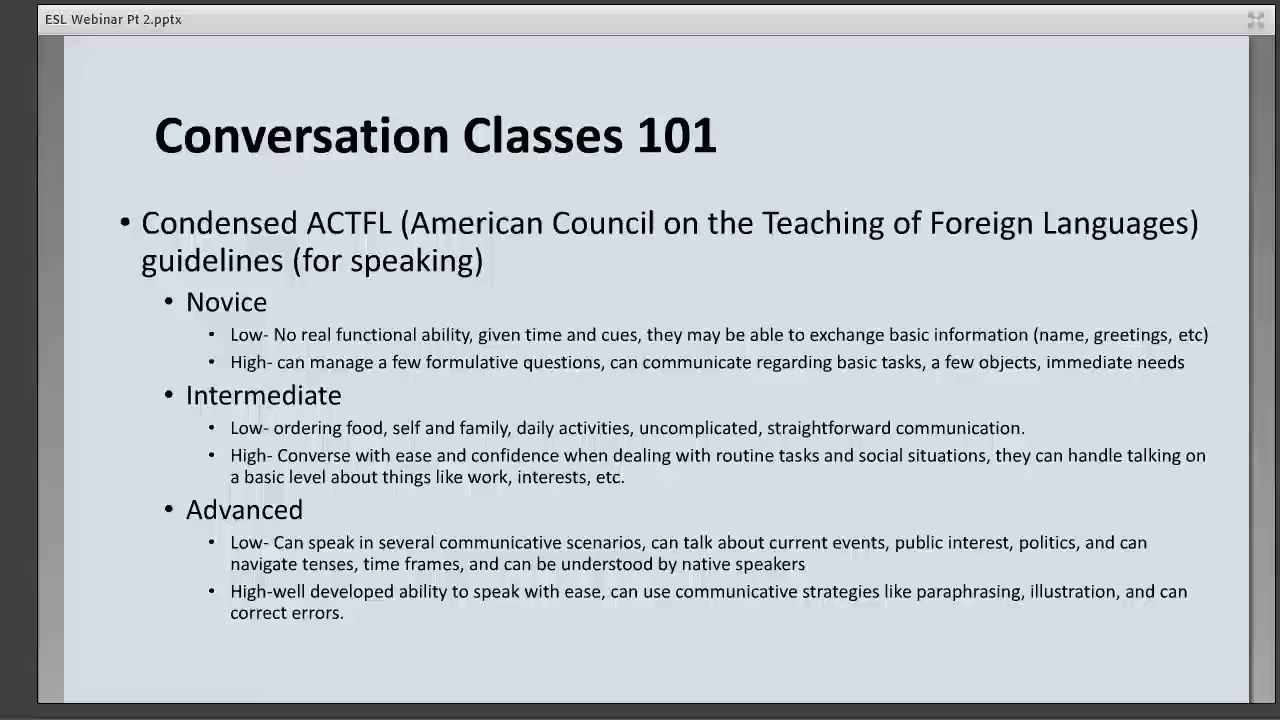 ESL Webinar Pt 2.pptx
Conversation Classes 101
• Condensed ACTFL (American Council on the Teaching of Foreign Languages)
guidelines (for speaking)
• Novice
• Low- No real functional ability, given time and cues, they may be able to exchange basic information (name, greetings, etc)
• High- can manage a few formulative questions, can communicate regarding basic tasks, a few objects, immediate needs
• Intermediate
• Low- ordering food, self and family, daily activities, uncomplicated, straightforward communication.
• High- Converse with ease and confidence when dealing with routine tasks and social situations, they can handle talking on
a basic level about things like work, interests, etc.
• Advanced
• Low- Can speak in several communicative scenarios, can talk about current events, public interest, politics, and can
navigate tenses, time frames, and can be understood by native speakers
• High-well developed ability to speak with ease, can use communicative strategies like paraphrasing, illustration, and can
correct errors.